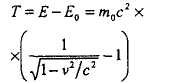 T = E − E₀ = m₀c² ×
× (1/√(1 − v²/c²) − 1)